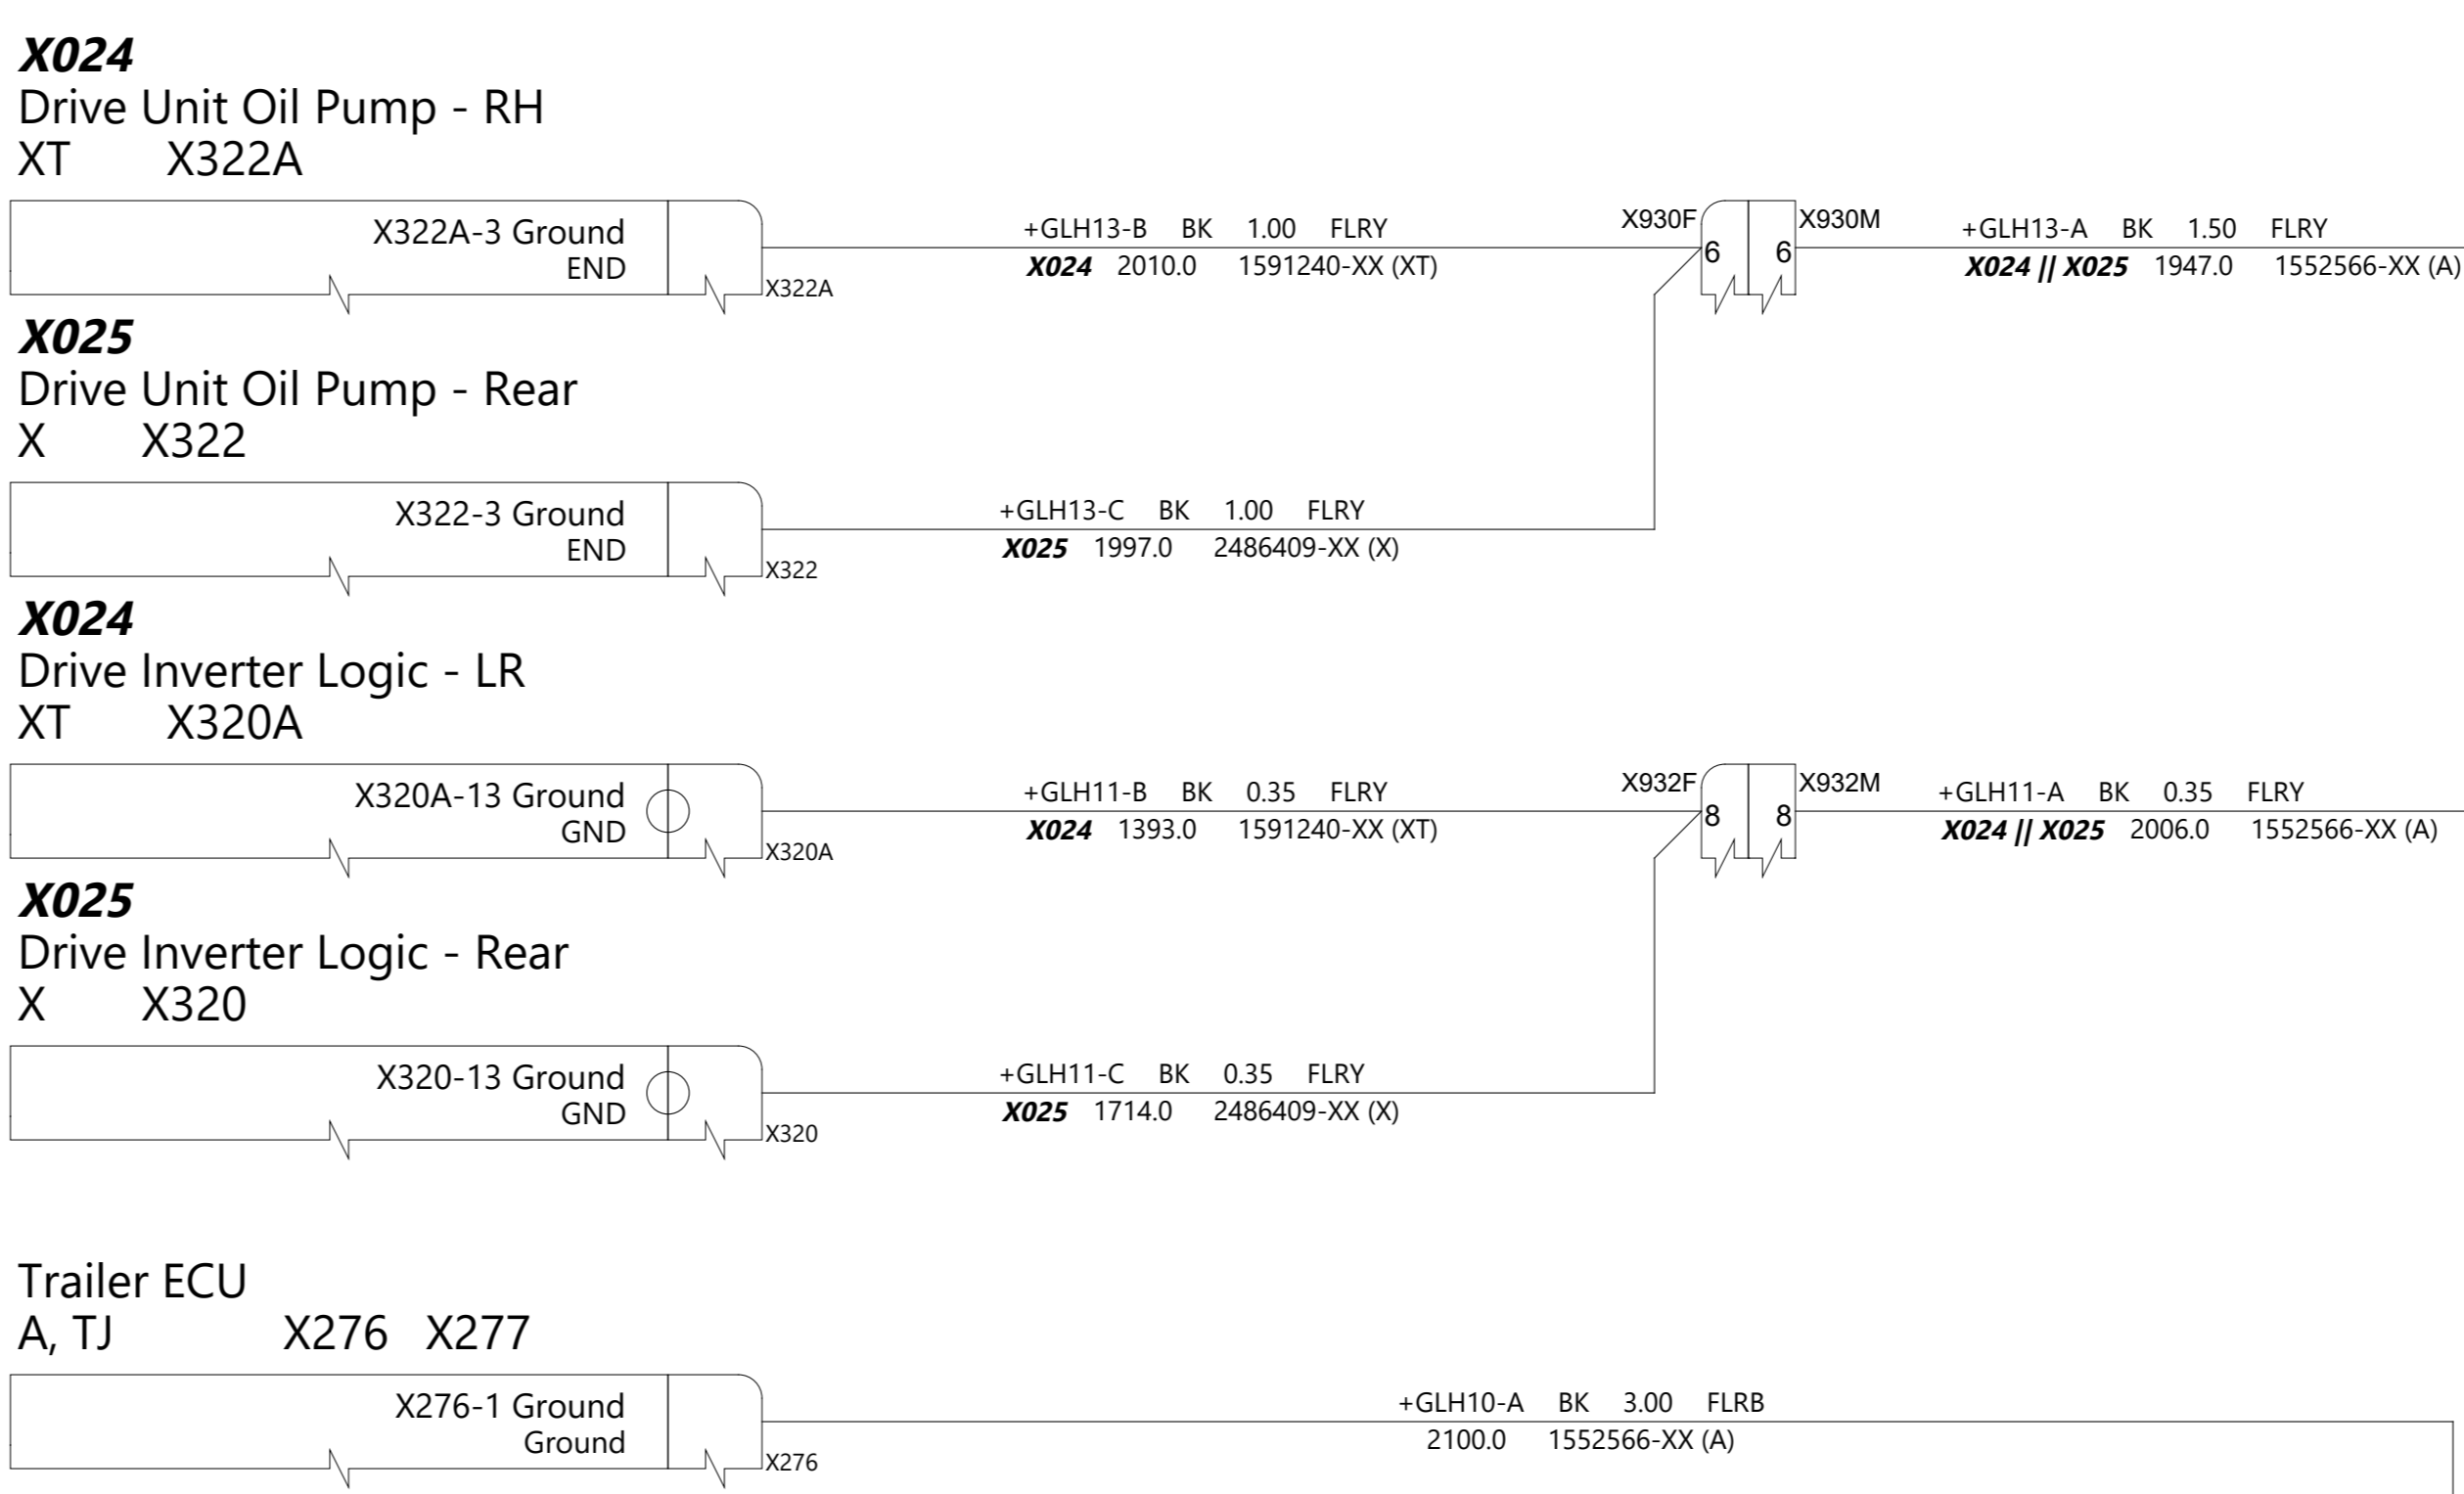 X024
Drive Unit Oil Pump - RH
XT X322A
X322A-3 Ground
END
X322A
+GLH13-B BK 1.00 FLRY
X024 2010.0 1591240-XX (XT)
X930F
6
6
X930M
+GLH13-A BK 1.50 FLRY
X024 || X025 1947.0 1552566-XX (A)
X025
Drive Unit Oil Pump - Rear
X X322
X322-3 Ground
END
X322
+GLH13-C BK 1.00 FLRY
X025 1997.0 2486409-XX (X)
X024
Drive Inverter Logic - LR
XT X320A
X320A-13 Ground
GND
X320A
+GLH11-B BK 0.35 FLRY
X024 1393.0 1591240-XX (XT)
X932F
8
8
X932M
+GLH11-A BK 0.35 FLRY
X024 || X025 2006.0 1552566-XX (A)
X025
Drive Inverter Logic - Rear
X X320
X320-13 Ground
GND
X320
+GLH11-C BK 0.35 FLRY
X025 1714.0 2486409-XX (X)
Trailer ECU
A, TJ X276 X277
X276-1 Ground
Ground
X276
+GLH10-A BK 3.00 FLRB
2100.0 1552566-XX (A)